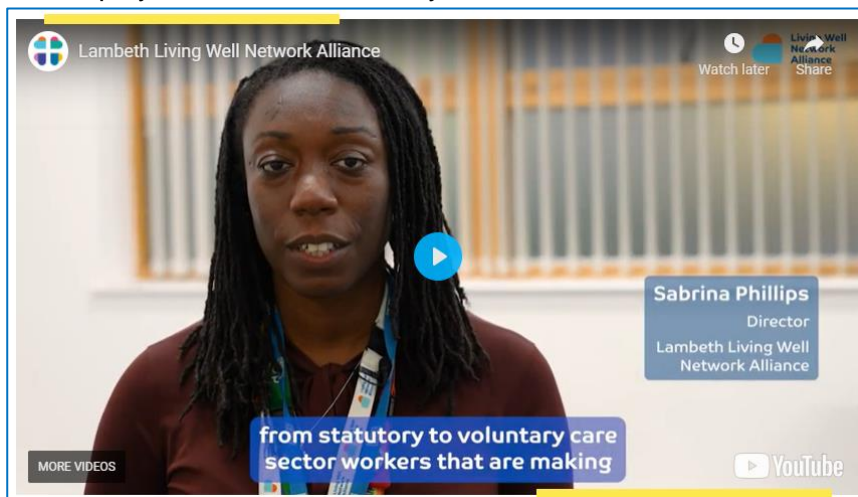 Lambeth Living Well Network Alliance
Living Well
Network
Alliance
Watch later
Share
Sabrina Phillips
Director
Lambeth Living Well
Network Alliance
from statutory to voluntary care
sector workers that are making
MORE VIDEOS
YouTube